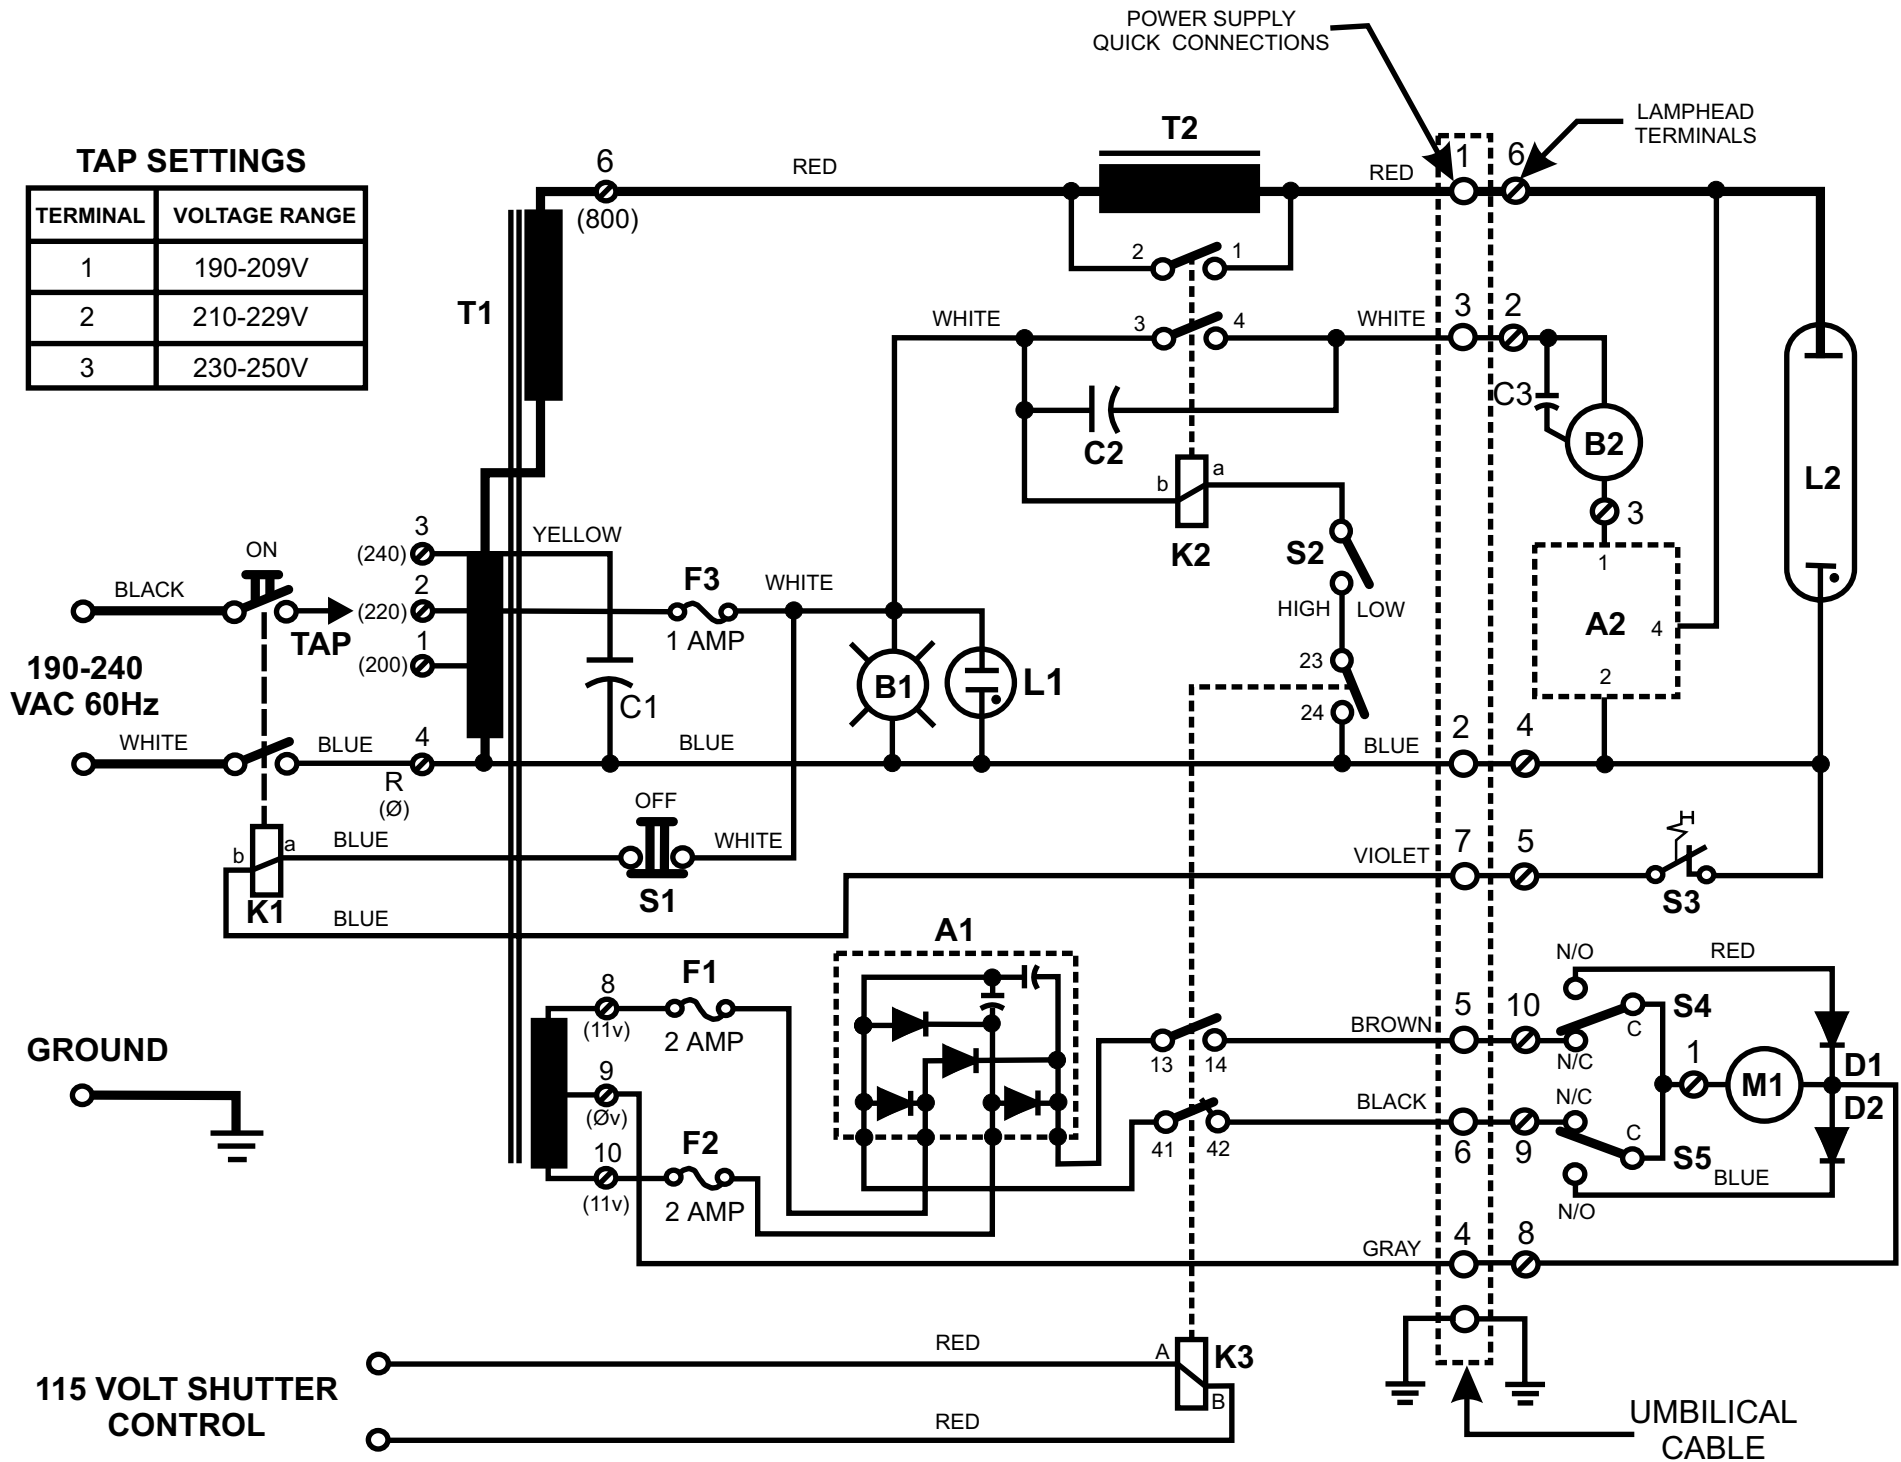 POWER SUPPLY
QUICK CONNECTIONS
LAMPHEAD
TERMINALS
TAP SETTINGS
TERMINAL VOLTAGE RANGE
1 190-209V
2 210-229V
3 230-250V
T1
6
(800)
RED
T2
RED
1
6
2
1
WHITE
3
4
WHITE
3
2
C2
b
a
K2
C3
B2
3
L2
S2
HIGH
LOW
1
A2
4
2
23
24
3
(240)
YELLOW
ON
BLACK
TAP
2
(220)
1
(200)
F3
1 AMP
WHITE
190-240
VAC 60Hz
C1
B1
L1
WHITE
BLUE
4
R
(Ø)
BLUE
BLUE
2
4
OFF
BLUE
WHITE
b
a
K1
S1
BLUE
VIOLET
7
5
H
S3
A1
GROUND
8
(11v)
F1
2 AMP
9
(Øv)
10
(11v)
F2
2 AMP
13
14
BROWN
5
10
41
42
BLACK
6
9
N/O
RED
S4
C
N/C
1
M1
D1
D2
N/C
C
S5
BLUE
N/O
GRAY
4
8
115 VOLT SHUTTER
CONTROL
RED
A
K3
B
RED
UMBILICAL
CABLE